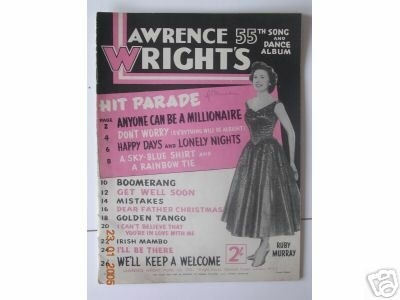 LAWRENCE
WRIGHT'S
55TH SONG
AND
DANCE
ALBUM
HIT PARADE
PAGE
2 ANYONE CAN BE A MILLIONAIRE
4 DON'T WORRY (EVERYTHING WILL BE ALRIGHT)
6 HAPPY DAYS AND LONELY NIGHTS
8 A SKY-BLUE SHIRT AND
A RAINBOW TIE
10 BOOMERANG
12 GET WELL SOON
14 MISTAKES
16 DEAR FATHER CHRISTMAS
18 GOLDEN TANGO
20 I CAN'T BELIEVE THAT
YOU'RE IN LOVE WITH ME
22 IRISH MAMBO
I'LL BE THERE
WE'LL KEEP A WELCOME
2/-
RUBY
MURRAY
23 01 2005